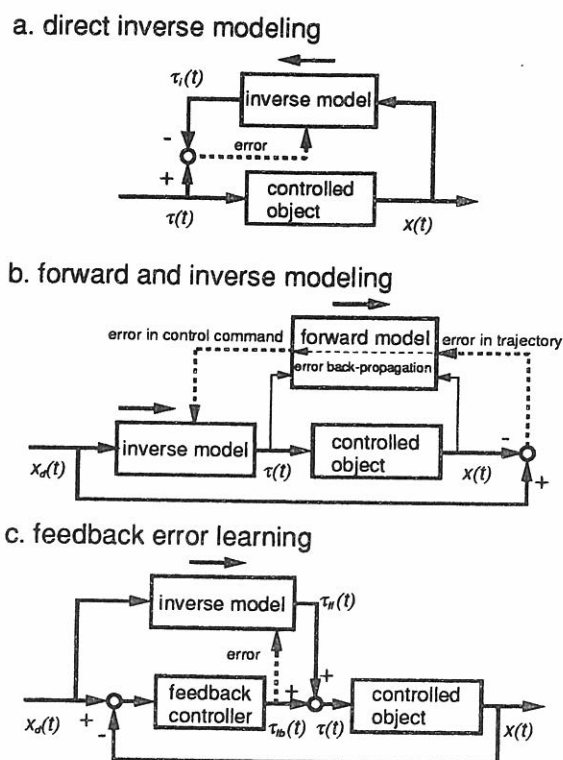 a. direct inverse modeling
τi(t)
inverse model
-
error
+
controlled
object
τ(t)
x(t)
b. forward and inverse modeling
error in control command
forward model
error in trajectory
error back-propagation
inverse model
controlled
object
-
xd(t)
τ(t)
x(t)
+
c. feedback error learning
inverse model
τff(t)
error
+
feedback
controller
+
controlled
object
xd(t)
+
-
τfb(t)
τ(t)
x(t)